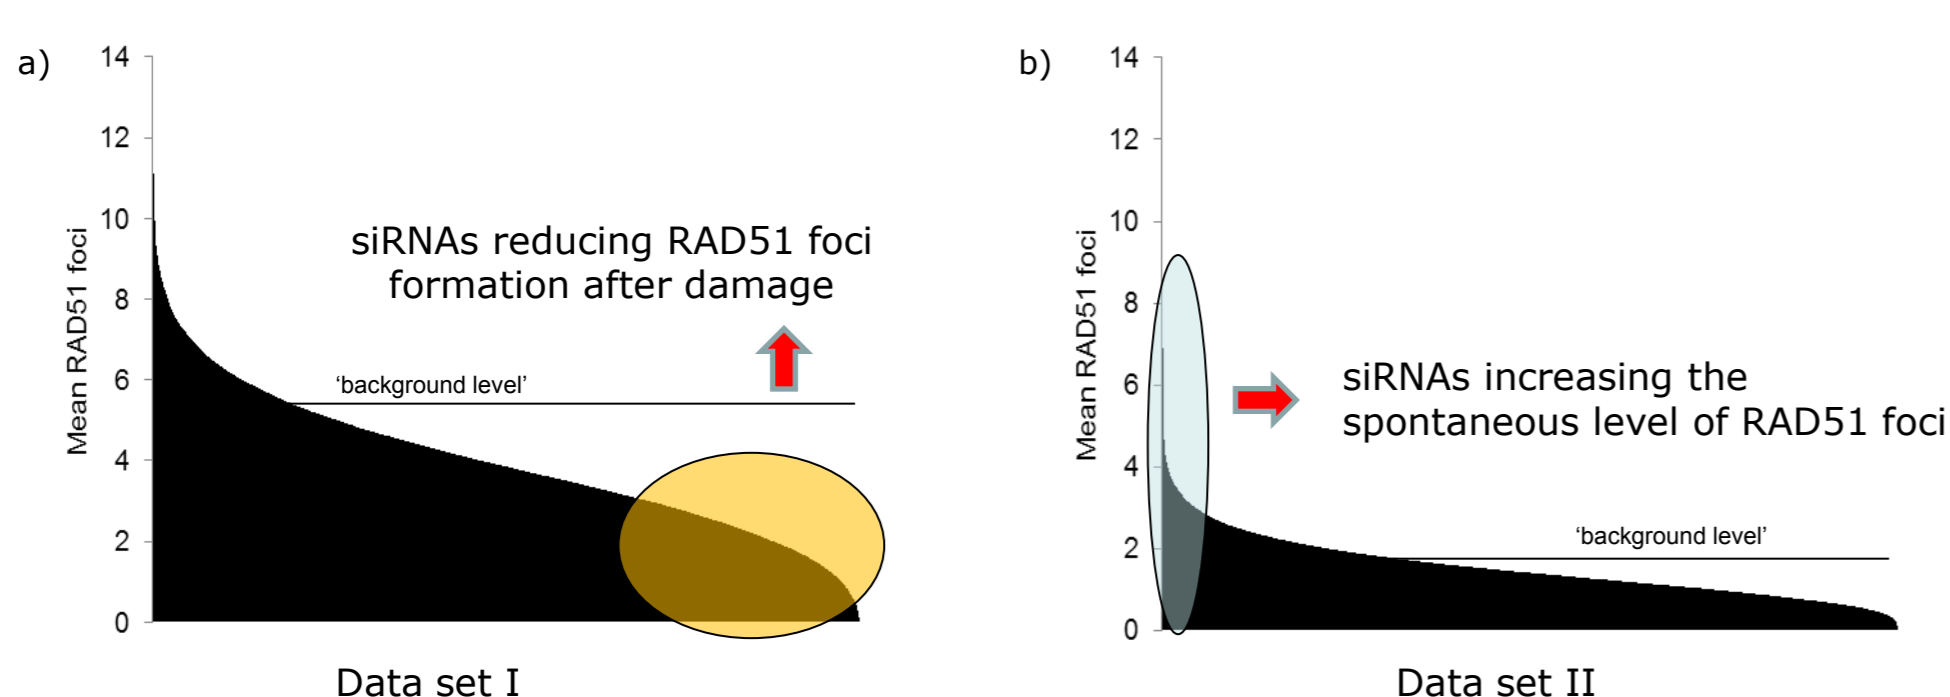 a)
14
12
10
8
6
4
2
0
Mean RAD51 foci
siRNAs reducing RAD51 foci
formation after damage
‘background level’
Data set I
b)
14
12
10
8
6
4
2
0
Mean RAD51 foci
siRNAs increasing the
spontaneous level of RAD51 foci
‘background level’
Data set II